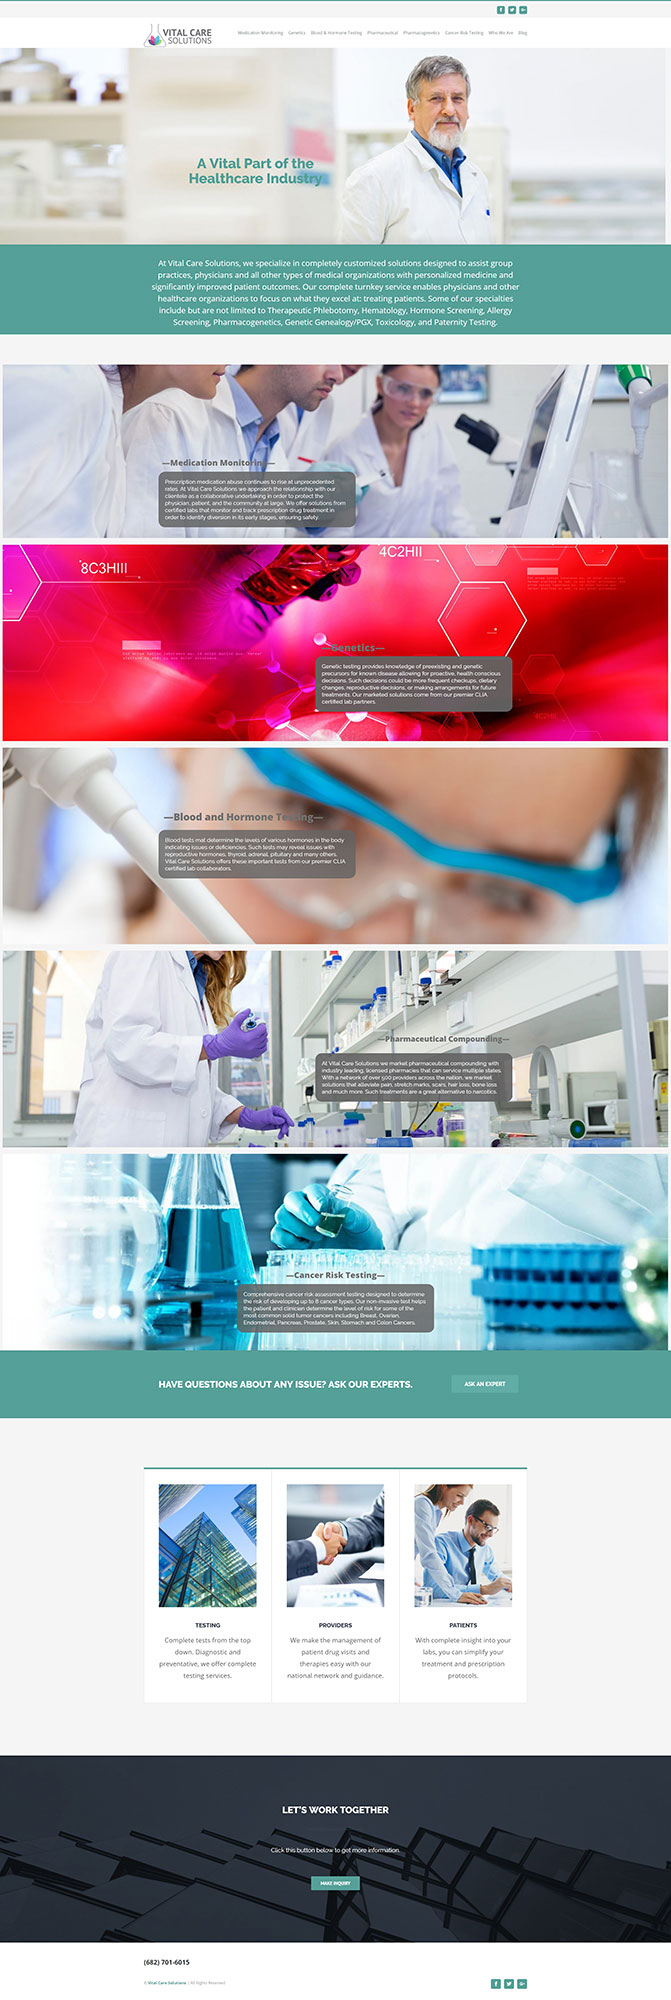 VITAL CARE
SOLUTIONS
Medication Monitoring Genetics Blood & Hormone Testing Pharmaceutical Pharmacogenetics Cancer Risk Testing Who We Are Blog
A Vital Part of the
Healthcare Industry
At Vital Care Solutions, we specialize in completely customized solutions designed to assist group
practices, physicians and all other types of medical organizations with personalized medicine and
significantly improved patient outcomes. Our complete turnkey service enables physicians and other
healthcare organizations to focus on what they excel at: treating patients. Some of our specialties
include but are not limited to Therapeutic Phlebotomy, Hematology, Hormone Screening, Allergy
Screening, Pharmacogenetics, Genetic Genealogy/PGX, Toxicology, and Paternity Testing.
—Medication Monitoring—
Prescription medication abuse continues to rise at unprecedented
rates. At Vital Care Solutions we approach the relationship with our
clientele as a collaborative undertaking in order to protect the
physician, patient, and the community at large. We offer solutions from
certified labs that monitor and track prescription drug treatment in
order to identify diversion in its early stages, ensuring safety.
8C3HIII
4C2HII
—Genetics—
Genetic testing provides knowledge of preexisting and genetic
precursors for known disease allowing for proactive, health conscious
decisions. Such decisions could be more frequent checkups, dietary
changes, reproductive decisions, or making arrangements for future
treatments. Our marketed solutions come from our premier CLIA
certified lab partners.
4C2HII
—Blood and Hormone Testing—
Blood tests mat determine the levels of various hormones in the body
indicating issues or deficiencies. Such tests may reveal issues with
reproductive hormones, thyroid, adrenal, pituitary and many others.
Vital Care Solutions offers these important tests from our premier CLIA
certified lab collaborators.
—Pharmaceutical Compounding—
At Vital Care Solutions we market pharmaceutical compounding with
industry leading, licensed pharmacies that can service multiple states.
With a network of over 500 providers across the nation, we market
solutions that alleviate pain, stretch marks, scars, hair loss, bone loss
and much more. Such treatments are a great alternative to narcotics.
—Cancer Risk Testing—
Comprehensive cancer risk assessment testing designed to determine
the risk of developing up to 8 cancer types. Our non-invasive test helps
the patient and clinician determine the level of risk for some of the
most common solid tumor cancers including Breast, Ovarian,
Endometrial, Pancreas, Prostate, Skin, Stomach and Colon Cancers.
HAVE QUESTIONS ABOUT ANY ISSUE? ASK OUR EXPERTS.
ASK AN EXPERT
TESTING
Complete tests from the top
down. Diagnostic and
preventative, we offer complete
testing services.
PROVIDERS
We make the management of
patient drug visits and
therapies easy with our
national network and guidance.
PATIENTS
With complete insight into your
labs, you can simplify your
treatment and prescription
protocols.
LET'S WORK TOGETHER
Click this button below to get more information.
MAKE INQUIRY
(682) 701-6015
© Vital Care Solutions | All Rights Reserved